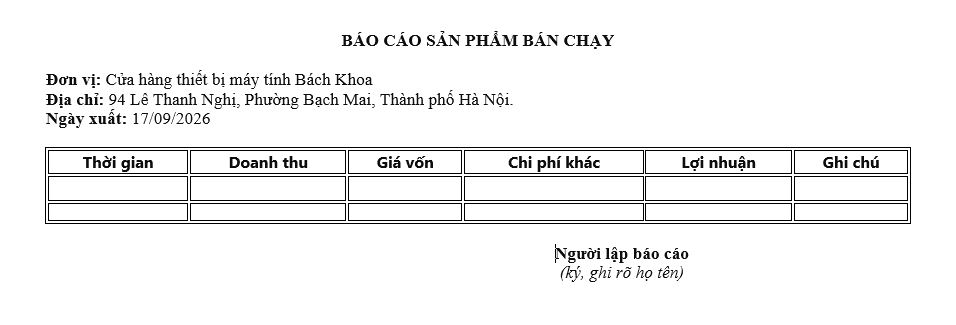 BÁO CÁO SẢN PHẨM BÁN CHẠY
Đơn vị: Cửa hàng thiết bị máy tính Bách Khoa
Địa chỉ: 94 Lê Thanh Nghị, Phường Bạch Mai, Thành phố Hà Nội.
Ngày xuất: 17/09/2026
Thời gian Doanh thu Giá vốn Chi phí khác Lợi nhuận Ghi chú
Người lập báo cáo
(ký, ghi rõ họ tên)